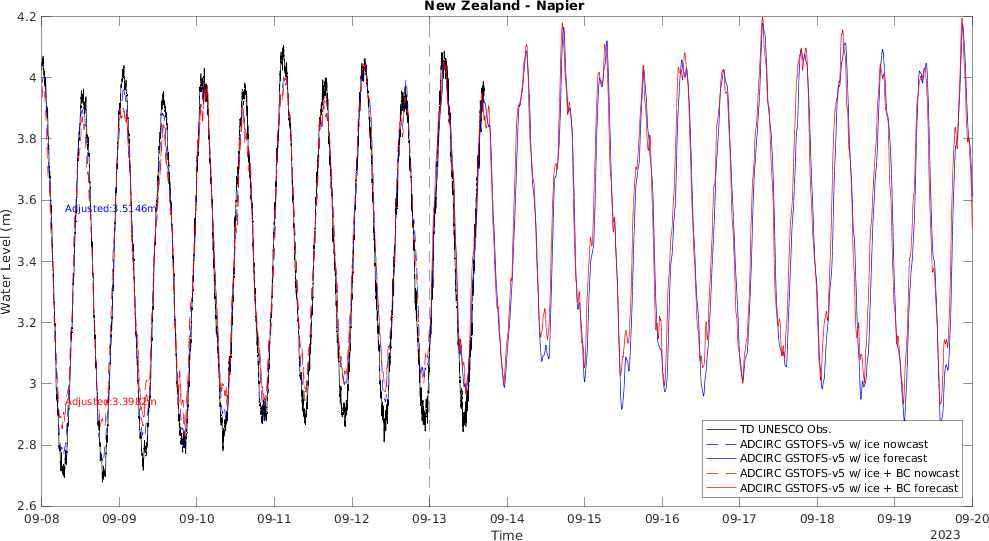 New Zealand - Napier
4.2
4
3.8
3.6
3.4
3.2
3
2.8
2.6
Water Level (m)
Adjusted:3.5146m
Adjusted:3.3982m
TD UNESCO Obs.
ADCIRC GSTOFS-v5 w/ ice nowcast
ADCIRC GSTOFS-v5 w/ ice forecast
ADCIRC GSTOFS-v5 w/ ice + BC nowcast
ADCIRC GSTOFS-v5 w/ ice + BC forecast
09-08 09-09 09-10 09-11 09-12 09-13 09-14 09-15 09-16 09-17 09-18 09-19 09-20
Time
2023